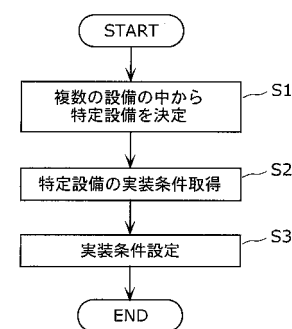 START
複数の設備の中から
特定設備を決定
S1
特定設備の実装条件取得
S2
実装条件設定
S3
END